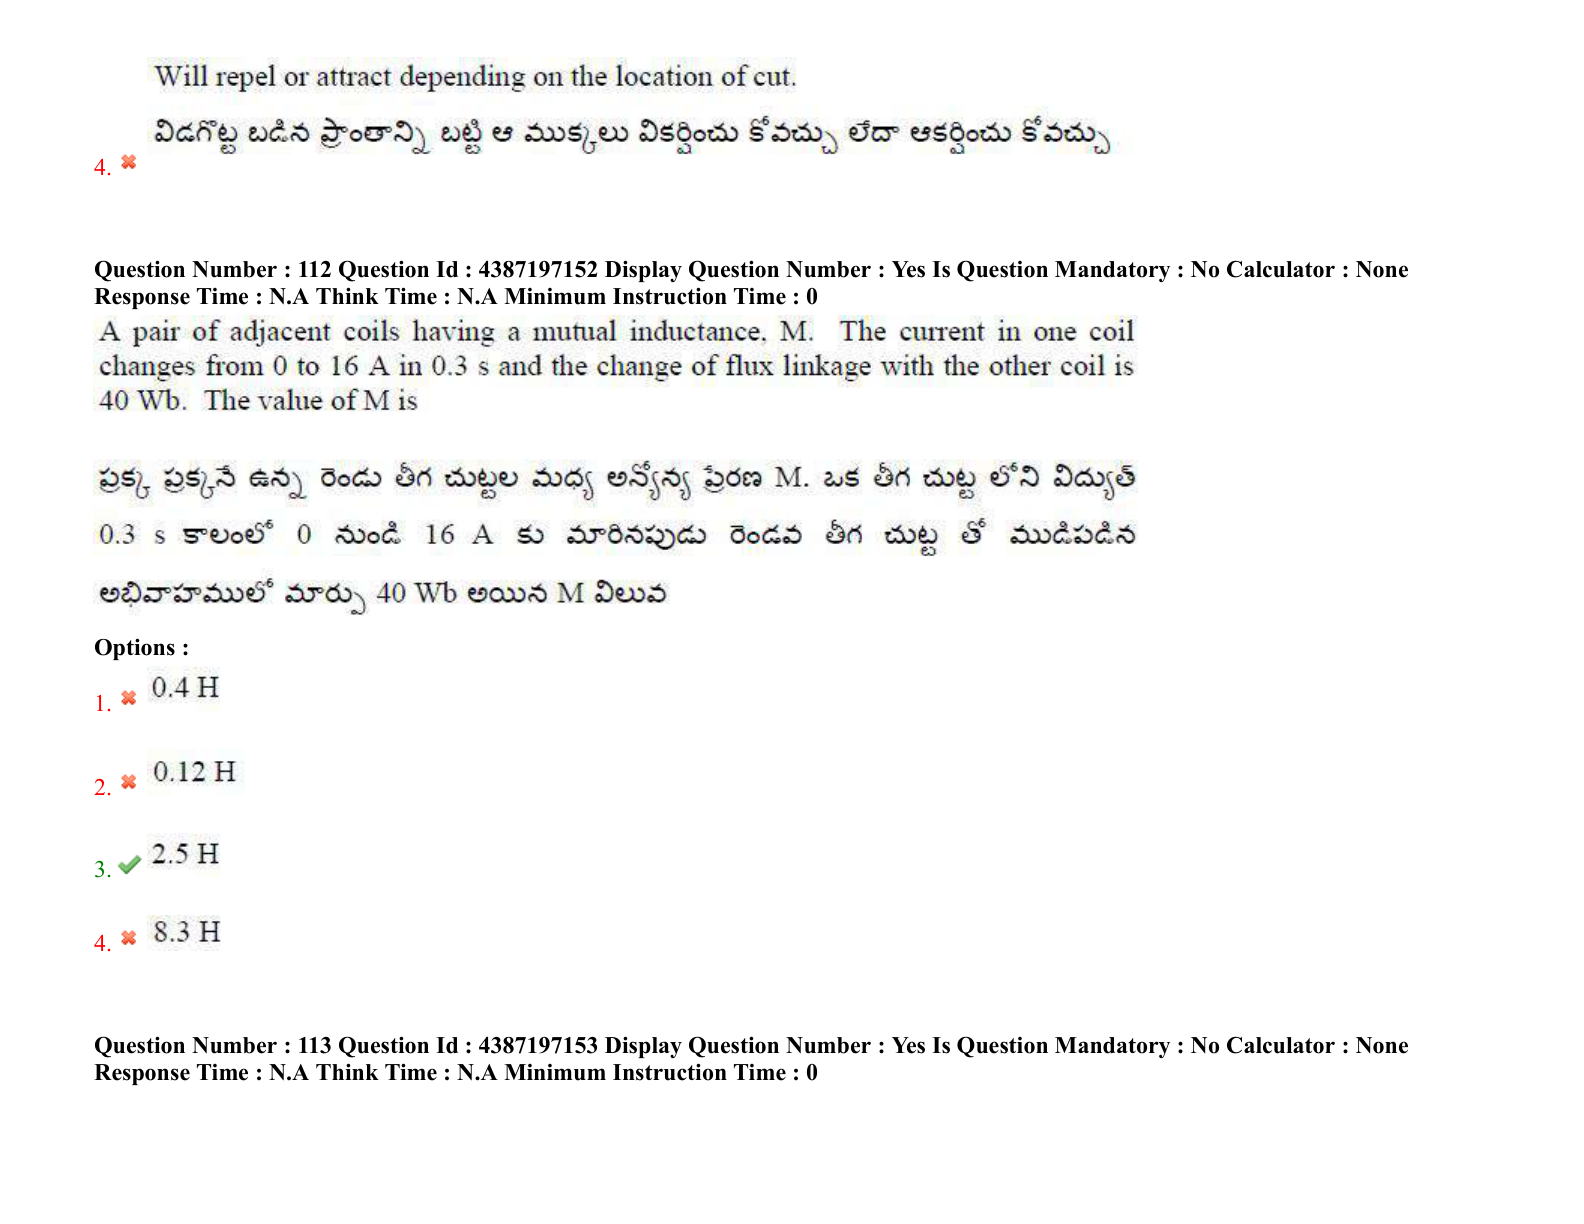 Will repel or attract depending on the location of cut.
విడగొట్ట బడిన ప్రాంతాన్ని బట్టి ఆ ముక్కలు వికర్షించు కోవచ్చు లేదా ఆకర్షించు కోవచ్చు
4.
Question Number : 112 Question Id : 4387197152 Display Question Number : Yes Is Question Mandatory : No Calculator : None
Response Time : N.A Think Time : N.A Minimum Instruction Time : 0
A pair of adjacent coils having a mutual inductance, M. The current in one coil
changes from 0 to 16 A in 0.3 s and the change of flux linkage with the other coil is
40 Wb. The value of M is
ప్రక్క ప్రక్కనే ఉన్న రెండు తీగ చుట్టల మధ్య అన్యోన్య ప్రేరణ M. ఒక తీగ చుట్ట లోని విద్యుత్
0.3 s కాలంలో 0 నుండి 16 A కు మారినపుడు రెండవ తీగ చుట్ట తో ముడిపడిన
అభివాహములో మార్పు 40 Wb అయిన M విలువ
Options :
1. 0.4 H
2. 0.12 H
3. 2.5 H
4. 8.3 H
Question Number : 113 Question Id : 4387197153 Display Question Number : Yes Is Question Mandatory : No Calculator : None
Response Time : N.A Think Time : N.A Minimum Instruction Time : 0